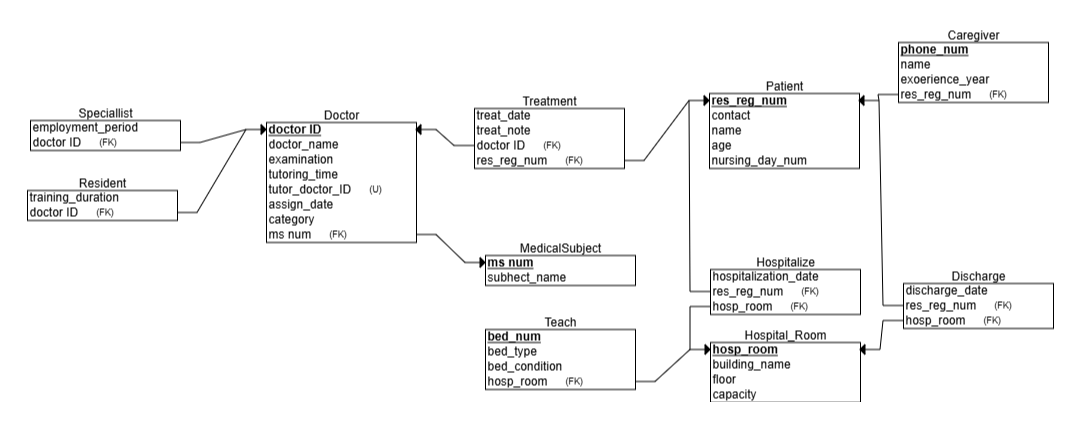 Speciallist
employment_period
doctor ID (FK)
Resident
training_duration
doctor ID (FK)
Doctor
doctor ID
doctor_name
examination
tutoring_time
tutor_doctor_ID (U)
assign_date
category
ms num (FK)
Treatment
treat_date
treat_note
doctor ID (FK)
res_reg_num (FK)
MedicalSubject
ms num
subhect_name
Teach
bed_num
bed_type
bed_condition
hosp_room (FK)
Patient
res_reg_num
contact
name
age
nursing_day_num
Hospitalize
hospitalization_date
res_reg_num (FK)
hosp_room (FK)
Hospital_Room
hosp_room
building_name
floor
capacity
Caregiver
phone_num
name
exoerience_year
res_reg_num (FK)
Discharge
discharge_date
res_reg_num (FK)
hosp_room (FK)